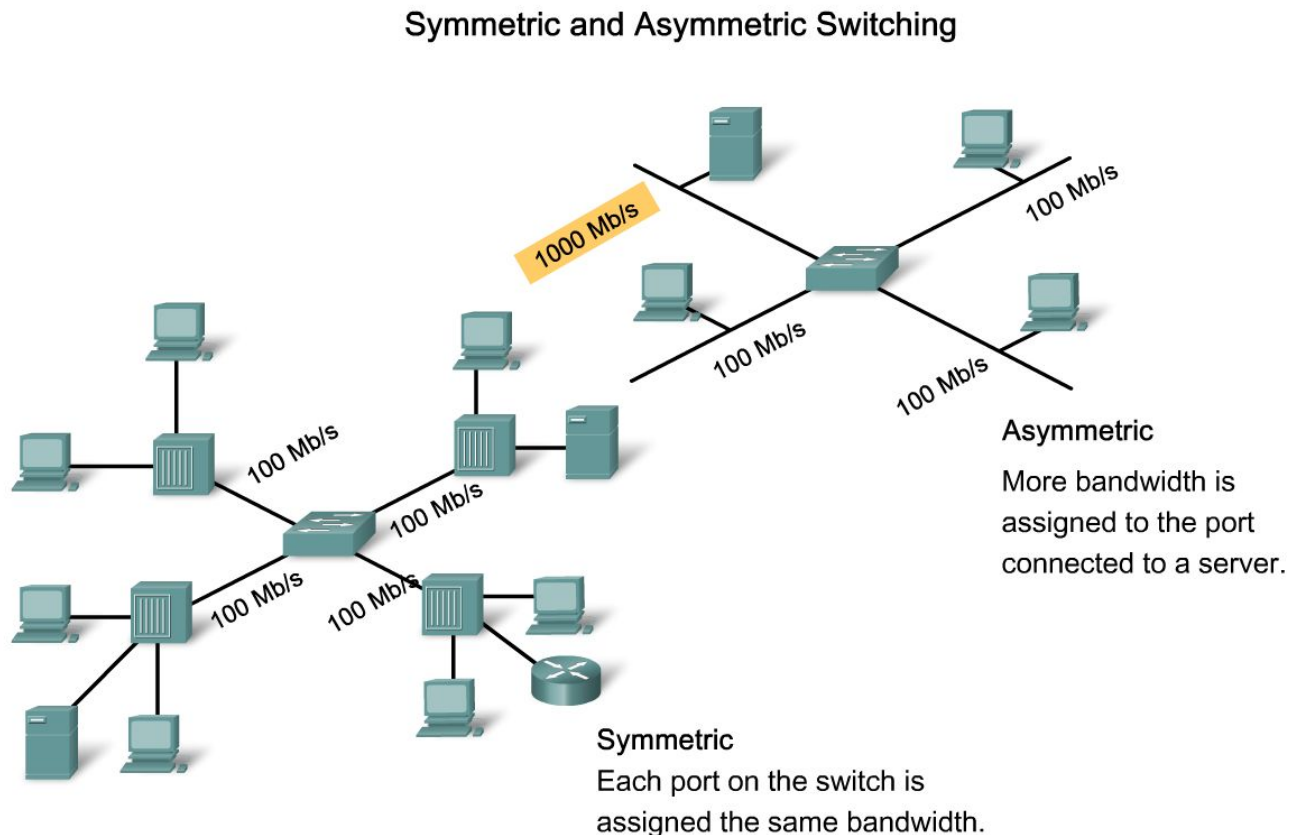 Symmetric and Asymmetric Switching
1000 Mb/s
100 Mb/s
100 Mb/s
100 Mb/s
Asymmetric
More bandwidth is
assigned to the port
connected to a server.
100 Mb/s
100 Mb/s
100 Mb/s
100 Mb/s
Symmetric
Each port on the switch is
assigned the same bandwidth.